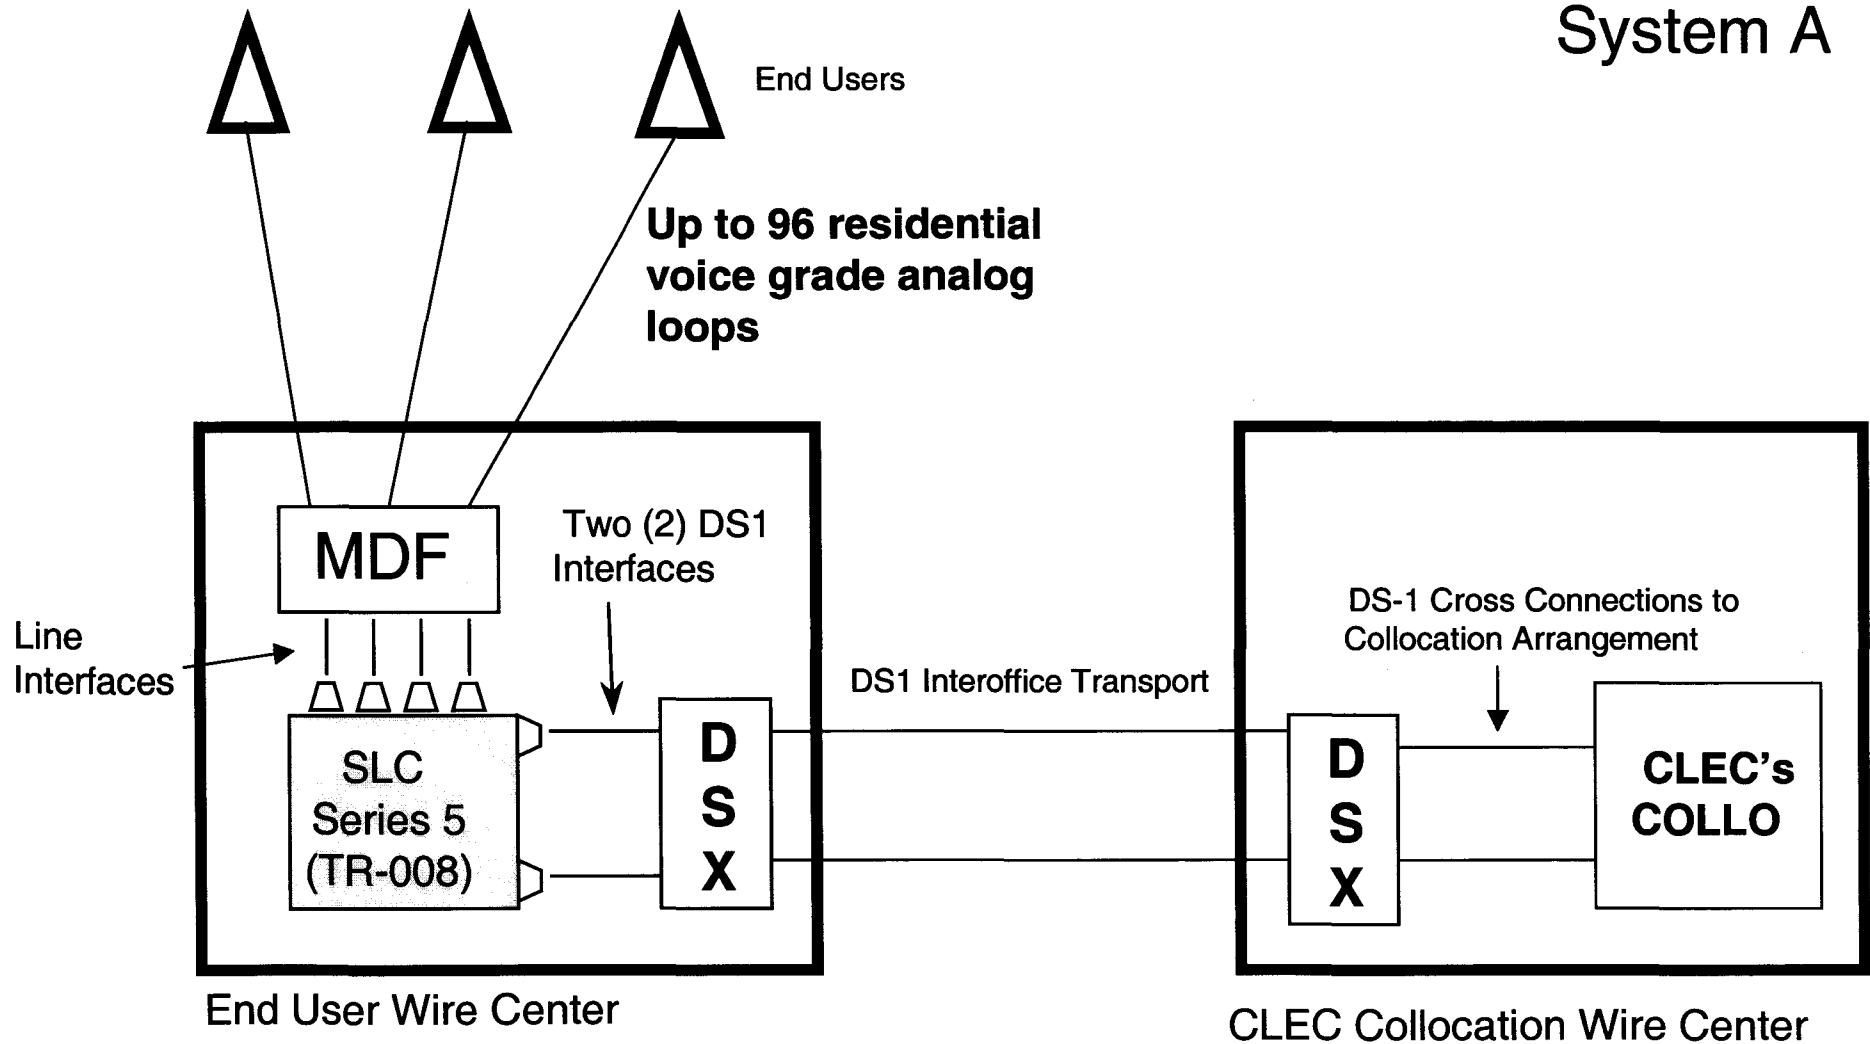 System A
End Users
Up to 96 residential
voice grade analog
loops
MDF
Two (2) DS1
Interfaces
Line
Interfaces
SLC
Series 5
(TR-008)
D
S
X
DS1 Interoffice Transport
DS-1 Cross Connections to
Collocation Arrangement
D
S
X
CLEC's
COLLO
End User Wire Center
CLEC Collocation Wire Center